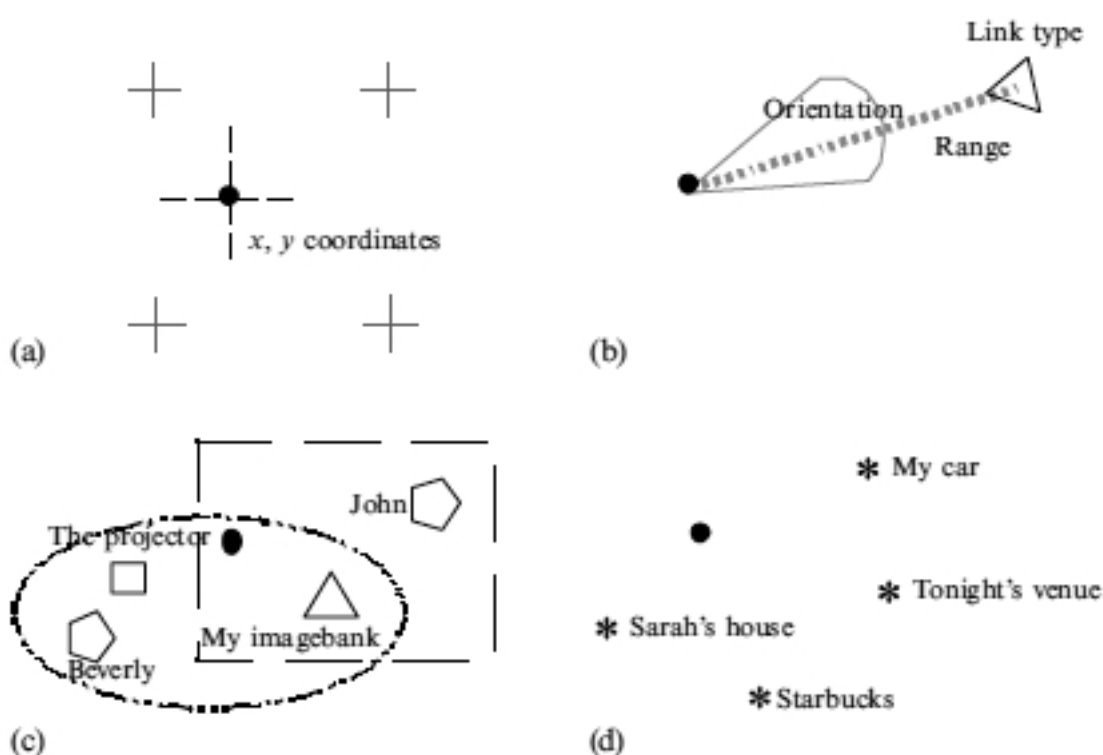 Link type
Orientation
Range
x, y coordinates
(a)
(b)
My car
John
The projector
Tonight's venue
Sarah's house
My imagebank
Beverly
Starbucks
(c)
(d)